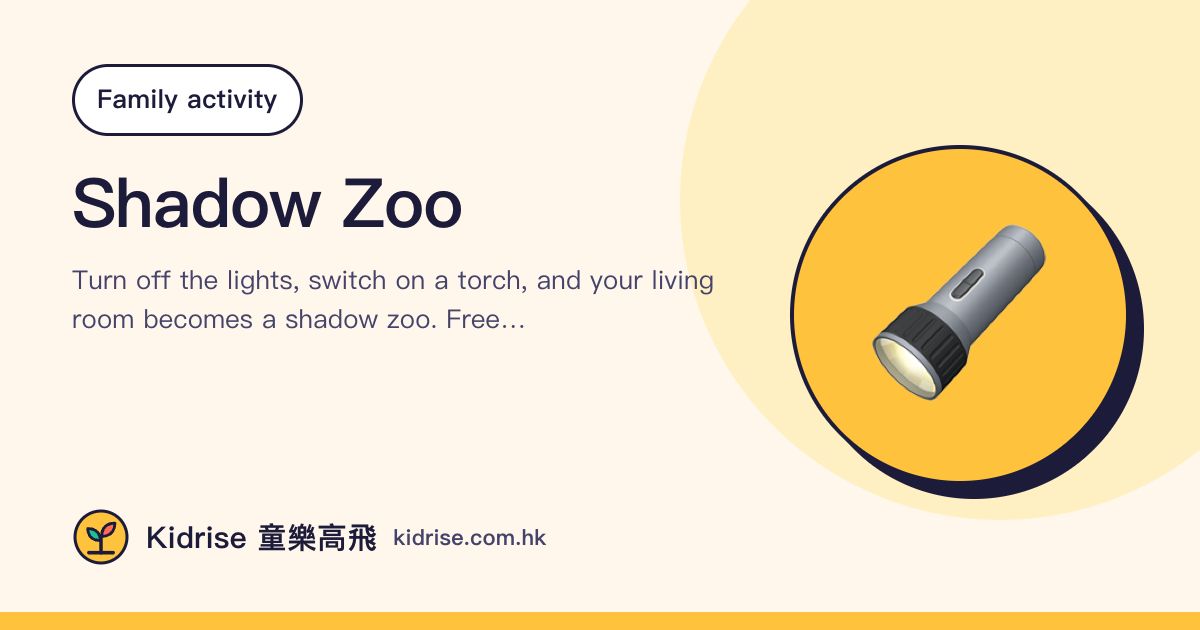 Family activity
Shadow Zoo
Turn off the lights, switch on a torch, and your living
room becomes a shadow zoo. Free…
Kidrise 童樂高飛 kidrise.com.hk